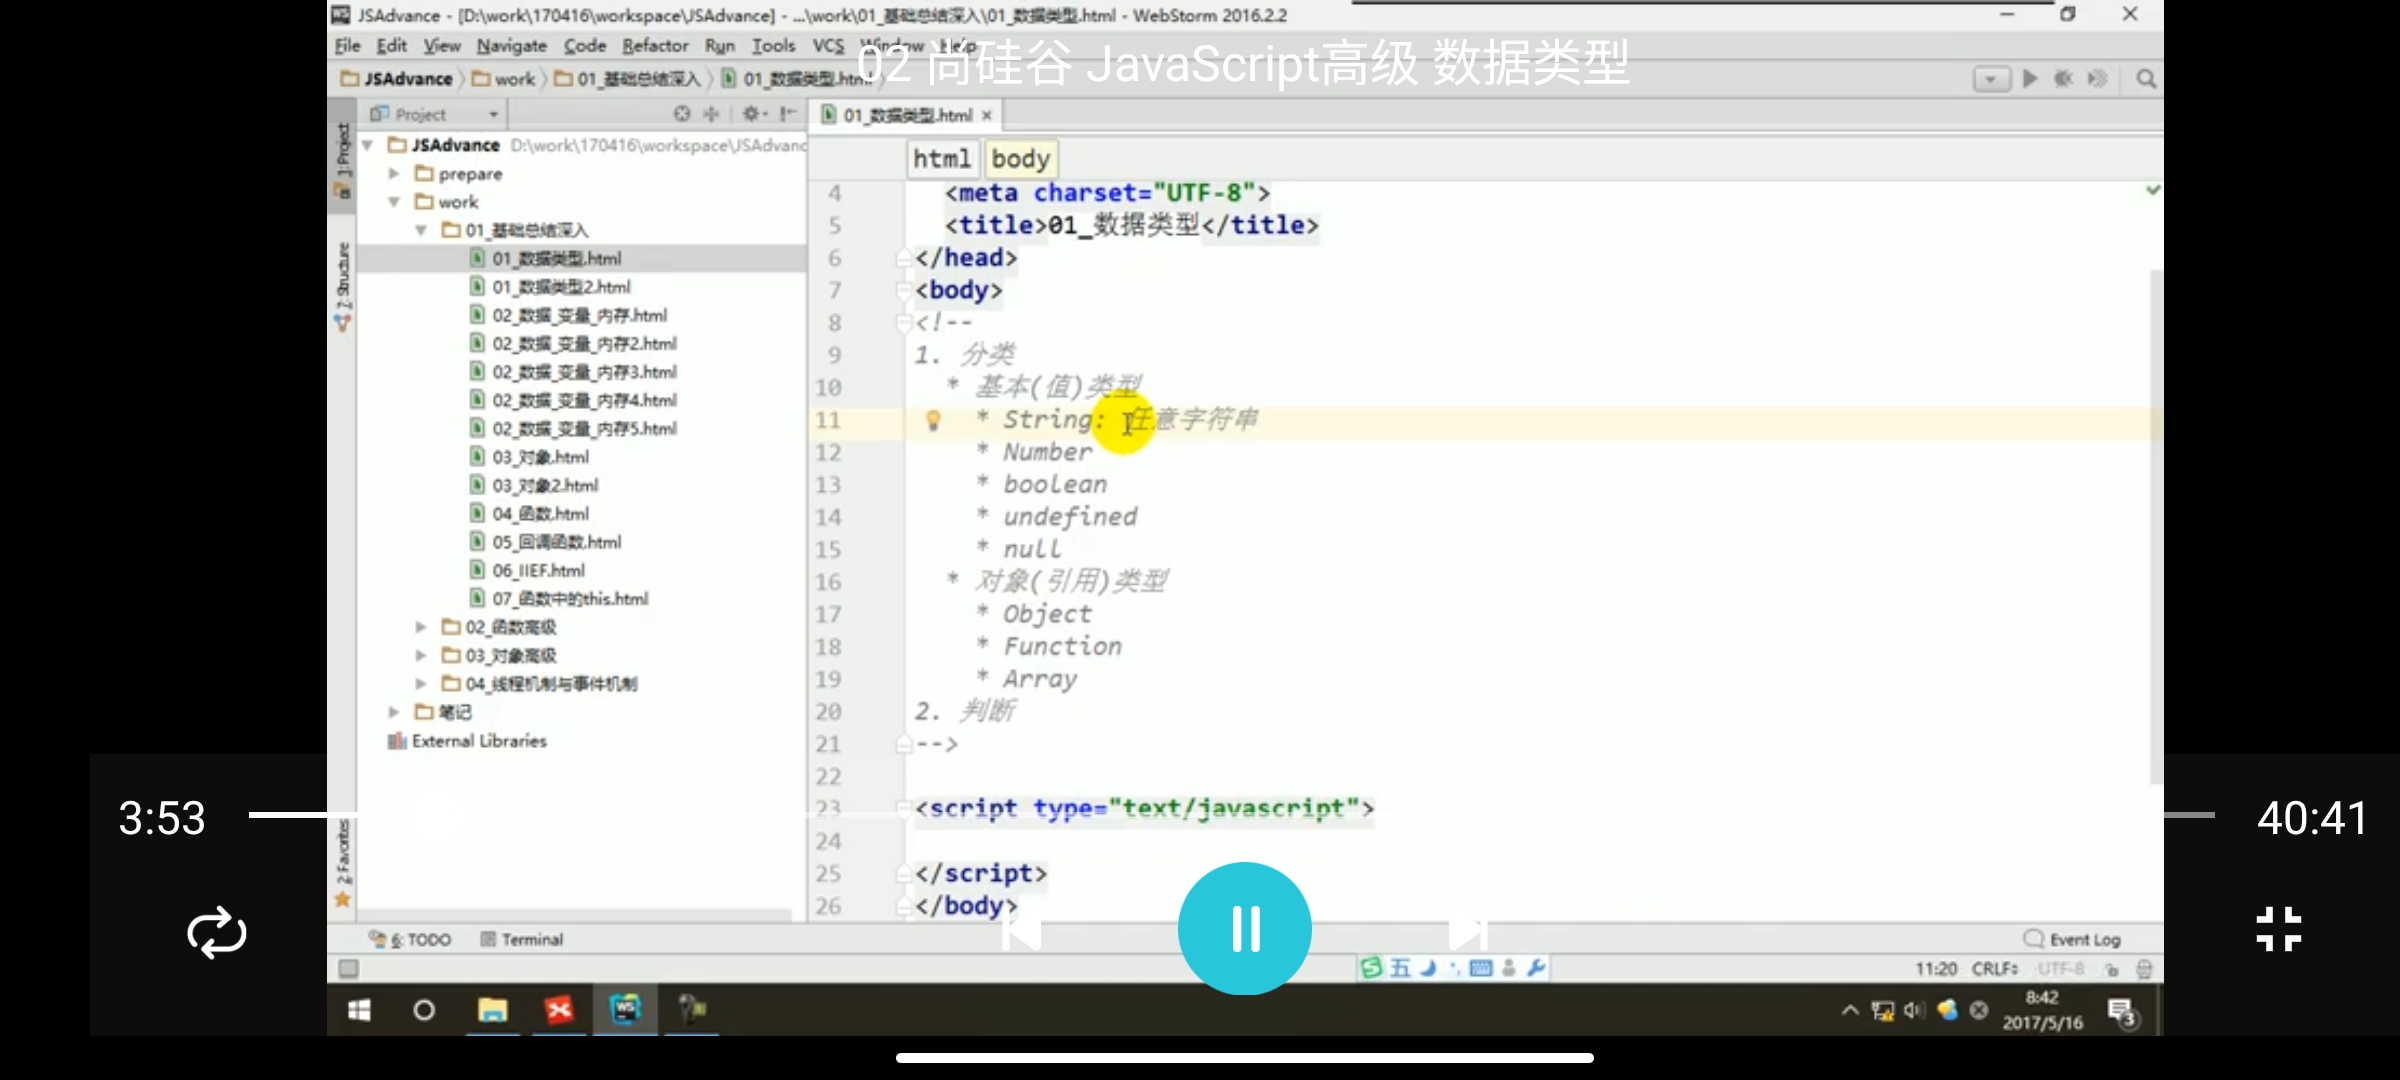 JSAdvance - [D:\work\170416\workspace\JSAdvance] - ...\work\01_基础总结深入\01_数据类型.html - WebStorm 2016.2.2
File Edit View Navigate Code Refactor Run Tools VCS Window Help
02 尚硅谷 JavaScript高级 数据类型
JSAdvance work 01_基础总结深入 01_数据类型.html
Project
01_数据类型.html
1: Project
JSAdvance D:\work\170416\workspace\JSAdvanc
prepare
work
01_基础总结深入
01_数据类型.html
01_数据类型2.html
02_数据_变量_内存.html
02_数据_变量_内存2.html
02_数据_变量_内存3.html
02_数据_变量_内存4.html
02_数据_变量_内存5.html
03_对象.html
03_对象2.html
04_函数.html
05_回调函数.html
06_IIEF.html
07_函数中的this.html
02_函数高级
03_对象高级
04_线程机制与事件机制
笔记
External Libraries
7: Structure
2: Favorites
html body
4 <meta charset="UTF-8">
5 <title>01_数据类型</title>
6 </head>
7 <body>
8 <!--
9 1. 分类
10 * 基本(值)类型
11 * String: 任意字符串
12 * Number
13 * boolean
14 * undefined
15 * null
16 * 对象(引用)类型
17 * Object
18 * Function
19 * Array
20 2. 判断
21 -->
22
23 <script type="text/javascript">
24
25 </script>
26 </body>
3:53
40:41
6: TODO Terminal
Event Log
五
11:20 CRLF UTF-8
WS
8:42
2017/5/16
3